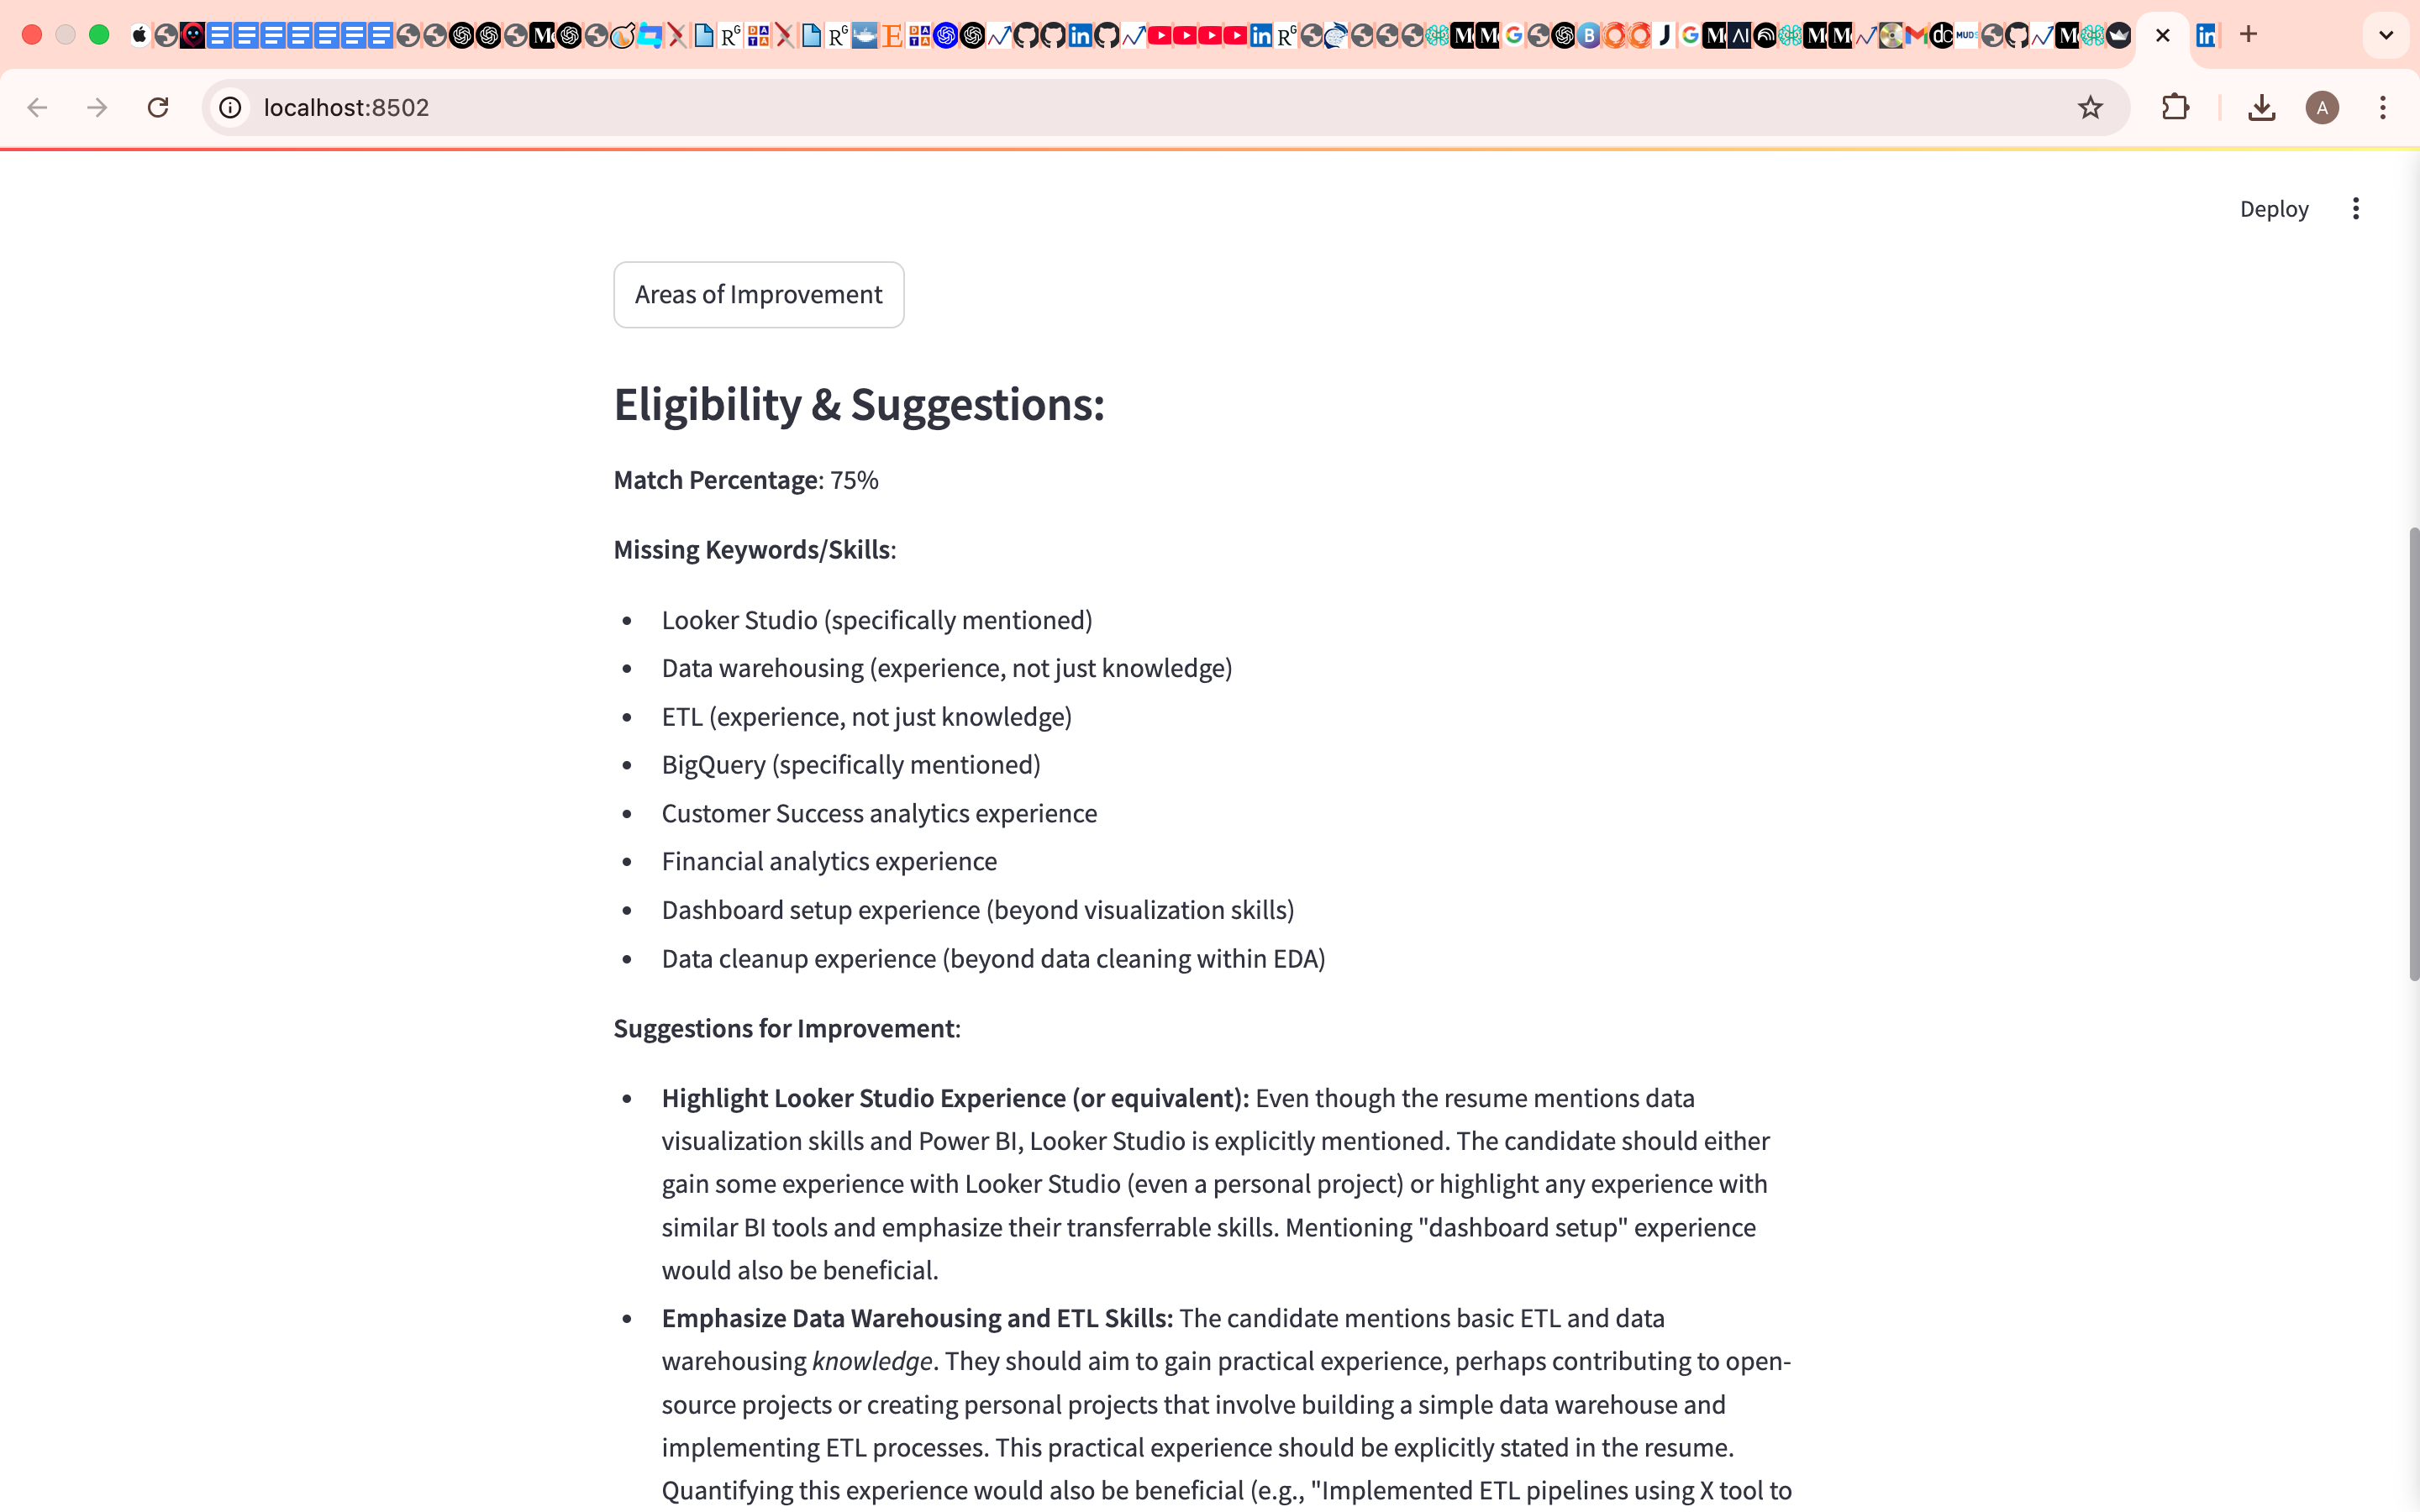 localhost:8502
A
Deploy
Areas of Improvement
Eligibility & Suggestions:
Match Percentage: 75%
Missing Keywords/Skills:
• Looker Studio (specifically mentioned)
• Data warehousing (experience, not just knowledge)
• ETL (experience, not just knowledge)
• BigQuery (specifically mentioned)
• Customer Success analytics experience
• Financial analytics experience
• Dashboard setup experience (beyond visualization skills)
• Data cleanup experience (beyond data cleaning within EDA)
Suggestions for Improvement:
• Highlight Looker Studio Experience (or equivalent): Even though the resume mentions data
visualization skills and Power BI, Looker Studio is explicitly mentioned. The candidate should either
gain some experience with Looker Studio (even a personal project) or highlight any experience with
similar BI tools and emphasize their transferrable skills. Mentioning "dashboard setup" experience
would also be beneficial.
• Emphasize Data Warehousing and ETL Skills: The candidate mentions basic ETL and data
warehousing knowledge. They should aim to gain practical experience, perhaps contributing to open-
source projects or creating personal projects that involve building a simple data warehouse and
implementing ETL processes. This practical experience should be explicitly stated in the resume.
Quantifying this experience would also be beneficial (e.g., "Implemented ETL pipelines using X tool to